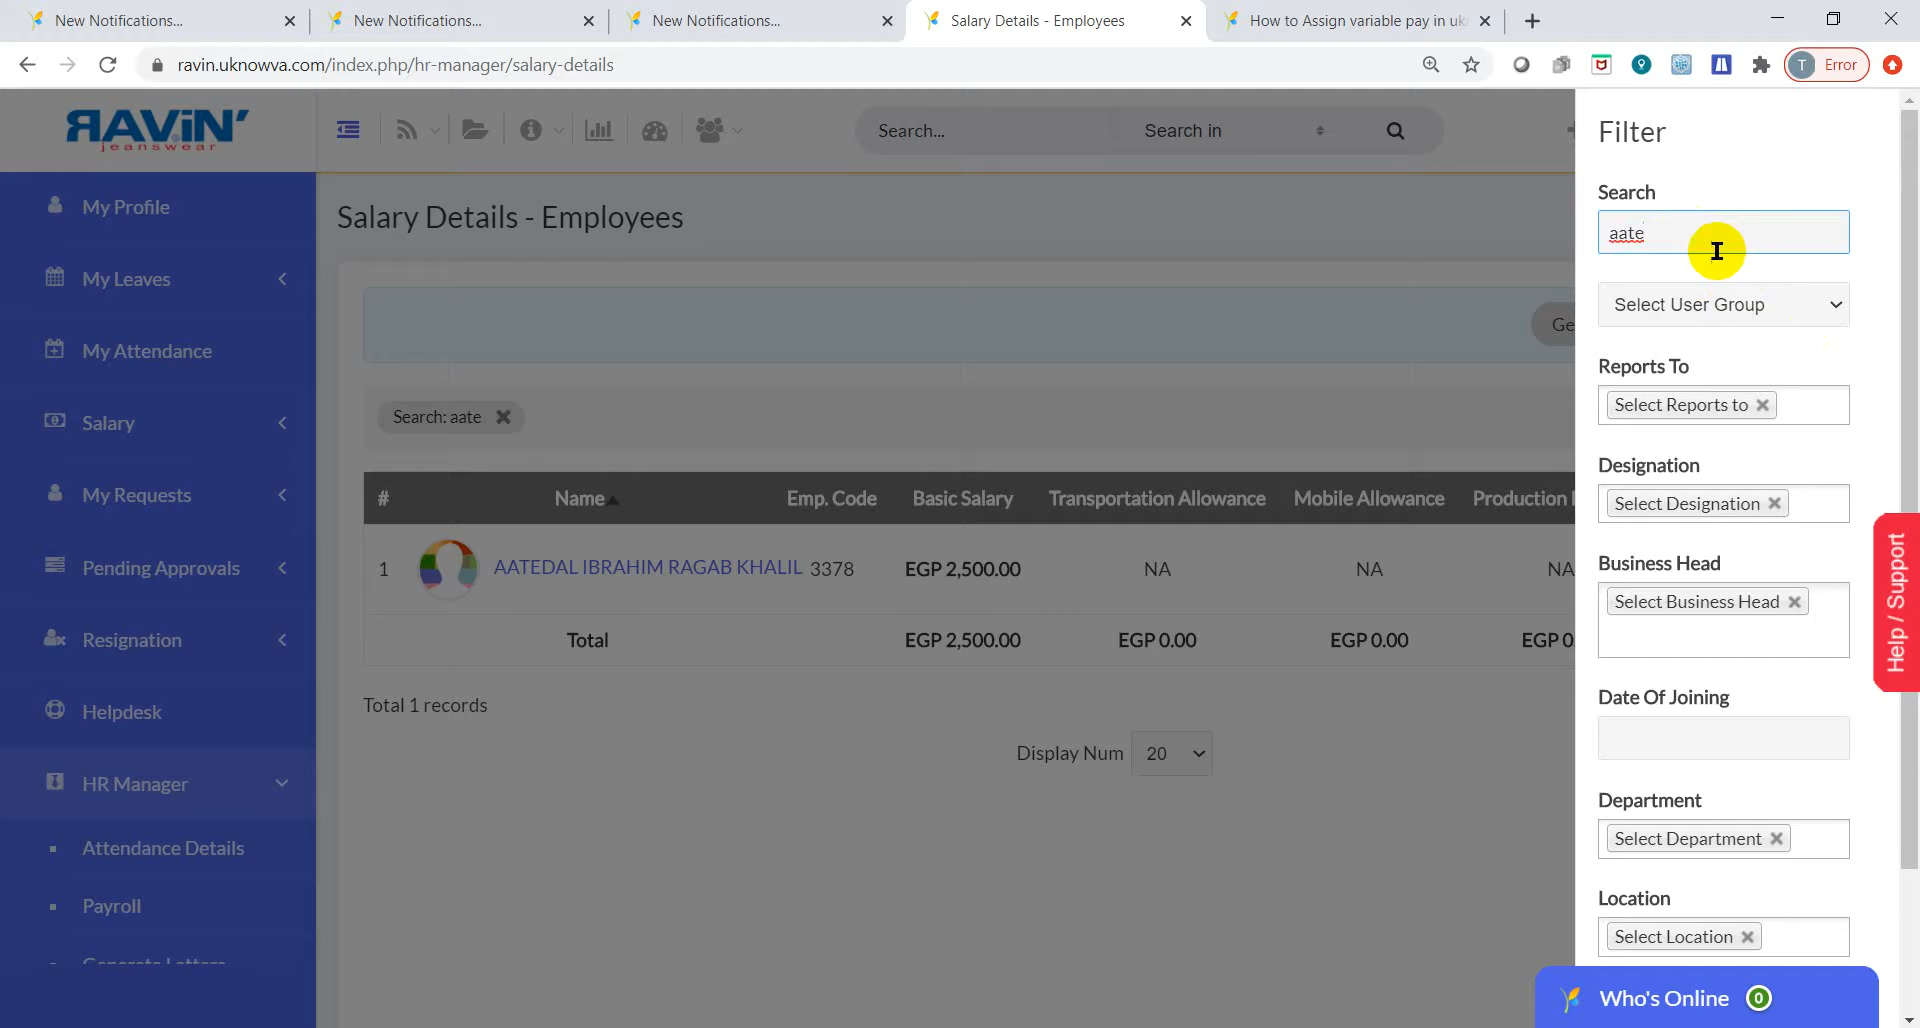 New Notifications...
New Notifications...
New Notifications...
Salary Details - Employees
How to Assign variable pay in uk
ravin.uknowva.com/index.php/hr-manager/salary-details
T Error
RAViN'
jeanswear
Search...
Search in
My Profile
My Leaves
My Attendance
Salary
My Requests
Pending Approvals
Resignation
Helpdesk
HR Manager
Attendance Details
Payroll
Generate Letters
Salary Details - Employees
Ge
Search: aate
# Name Emp. Code Basic Salary Transportation Allowance Mobile Allowance Production
1 AATEDAL IBRAHIM RAGAB KHALIL 3378 EGP 2,500.00 NA NA NA
Total EGP 2,500.00 EGP 0.00 EGP 0.00 EGP 0.
Total 1 records
Display Num 20
Filter
Search
aate
Select User Group
Reports To
Select Reports to
Designation
Select Designation
Business Head
Select Business Head
Date Of Joining
Department
Select Department
Location
Select Location
Help / Support
Who's Online 0